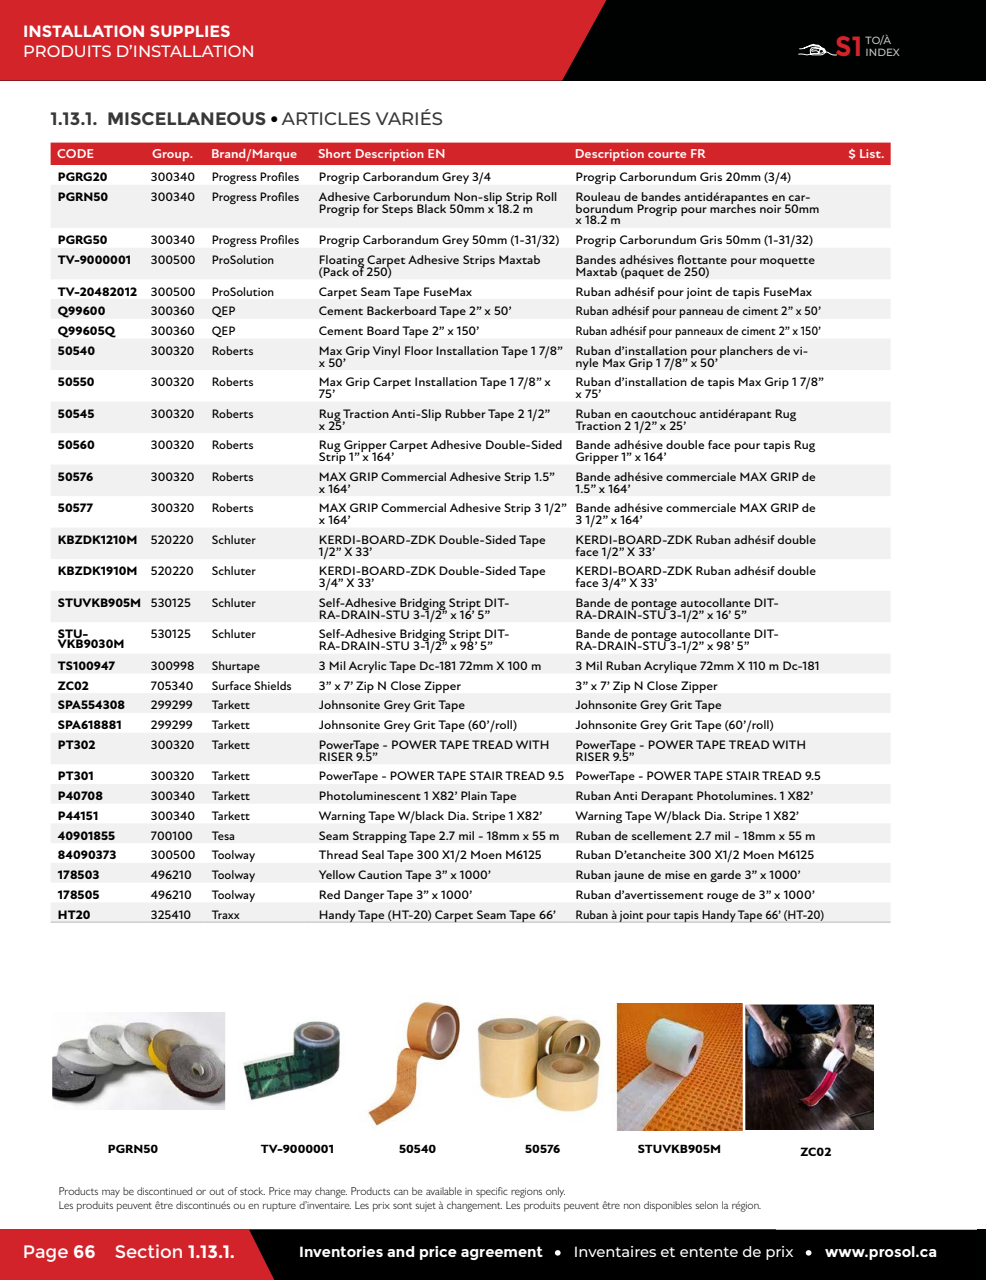 INSTALLATION SUPPLIES
PRODUITS D'INSTALLATION
S1 TO/À
INDEX
1.13.1. MISCELLANEOUS • ARTICLES VARIÉS
CODE Group. Brand/Marque Short Description EN Description courte FR $ List.
PGRG20 300340 Progress Profiles Progrip Carborandum Grey 3/4 Progrip Carborundum Gris 20mm (3/4)
PGRN50 300340 Progress Profiles Adhesive Carborundum Non-slip Strip Roll Rouleau de bandes antidérapantes en car-
Progrip for Steps Black 50mm x 18.2 m borundum Progrip pour marches noir 50mm
x 18.2 m
PGRG50 300340 Progress Profiles Progrip Carborandum Grey 50mm (1-31/32) Progrip Carborundum Gris 50mm (1-31/32)
TV-9000001 300500 ProSolution Floating Carpet Adhesive Strips Maxtab Bandes adhésives flottante pour moquette
(Pack of 250) Maxtab (paquet de 250)
TV-20482012 300500 ProSolution Carpet Seam Tape FuseMax Ruban adhésif pour joint de tapis FuseMax
Q99600 300360 QEP Cement Backerboard Tape 2” x 50’ Ruban adhésif pour panneau de ciment 2” x 50’
Q99605Q 300360 QEP Cement Board Tape 2” x 150’ Ruban adhésif pour panneaux de ciment 2” x 150’
50540 300320 Roberts Max Grip Vinyl Floor Installation Tape 1 7/8” Ruban d’installation pour planchers de vi-
x 50’ nyle Max Grip 1 7/8” x 50’
50550 300320 Roberts Max Grip Carpet Installation Tape 1 7/8” x Ruban d’installation de tapis Max Grip 1 7/8”
75’ x 75’
50545 300320 Roberts Rug Traction Anti-Slip Rubber Tape 2 1/2” Ruban en caoutchouc antidérapant Rug
x 25’ Traction 2 1/2” x 25’
50560 300320 Roberts Rug Gripper Carpet Adhesive Double-Sided Bande adhésive double face pour tapis Rug
Strip 1” x 164’ Gripper 1” x 164’
50576 300320 Roberts MAX GRIP Commercial Adhesive Strip 1.5” Bande adhésive commerciale MAX GRIP de
x 164’ 1.5” x 164’
50577 300320 Roberts MAX GRIP Commercial Adhesive Strip 3 1/2” Bande adhésive commerciale MAX GRIP de
x 164’ 3 1/2” x 164’
KBZDK1210M 520220 Schluter KERDI-BOARD-ZDK Double-Sided Tape KERDI-BOARD-ZDK Ruban adhésif double
1/2” X 33’ face 1/2” X 33’
KBZDK1910M 520220 Schluter KERDI-BOARD-ZDK Double-Sided Tape KERDI-BOARD-ZDK Ruban adhésif double
3/4” X 33’ face 3/4” X 33’
STUVKB905M 530125 Schluter Self-Adhesive Bridging Stript DIT- Bande de pontage autocollante DIT-
RA-DRAIN-STU 3-1/2” x 16’ 5” RA-DRAIN-STU 3-1/2” x 16’ 5”
STU- 530125 Schluter Self-Adhesive Bridging Stript DIT- Bande de pontage autocollante DIT-
VKB9030M RA-DRAIN-STU 3-1/2” x 98’ 5” RA-DRAIN-STU 3-1/2” x 98’ 5”
TS100947 300998 Shurtape 3 Mil Acrylic Tape Dc-181 72mm X 100 m 3 Mil Ruban Acrylique 72mm X 110 m Dc-181
ZC02 705340 Surface Shields 3” x 7’ Zip N Close Zipper 3” x 7’ Zip N Close Zipper
SPA554308 299299 Tarkett Johnsonite Grey Grit Tape Johnsonite Grey Grit Tape
SPA618881 299299 Tarkett Johnsonite Grey Grit Tape (60’/roll) Johnsonite Grey Grit Tape (60’/roll)
PT302 300320 Tarkett PowerTape - POWER TAPE TREAD WITH PowerTape - POWER TAPE TREAD WITH
RISER 9.5” RISER 9.5”
PT301 300320 Tarkett PowerTape - POWER TAPE STAIR TREAD 9.5 PowerTape - POWER TAPE STAIR TREAD 9.5
P40708 300340 Tarkett Photoluminescent 1 X82’ Plain Tape Ruban Anti Derapant Photolumines. 1 X82’
P44151 300340 Tarkett Warning Tape W/black Dia. Stripe 1 X82’ Warning Tape W/black Dia. Stripe 1 X82’
40901855 700100 Tesa Seam Strapping Tape 2.7 mil - 18mm x 55 m Ruban de scellement 2.7 mil - 18mm x 55 m
84090373 300500 Toolway Thread Seal Tape 300 X1/2 Moen M6125 Ruban D’etancheite 300 X1/2 Moen M6125
178503 496210 Toolway Yellow Caution Tape 3” x 1000’ Ruban jaune de mise en garde 3” x 1000’
178505 496210 Toolway Red Danger Tape 3” x 1000’ Ruban d’avertissement rouge de 3” x 1000’
HT20 325410 Traxx Handy Tape (HT-20) Carpet Seam Tape 66’ Ruban à joint pour tapis Handy Tape 66’ (HT-20)
PGRN50 TV-9000001 50540 50576 STUVKB905M ZC02
Products may be discontinued or out of stock. Price may change. Products can be available in specific regions only.
Les produits peuvent être discontinués ou en rupture d’inventaire. Les prix sont sujet à changement. Les produits peuvent être non disponibles selon la région.
Page 66 Section 1.13.1. Inventories and price agreement • Inventaires et entente de prix • www.prosol.ca